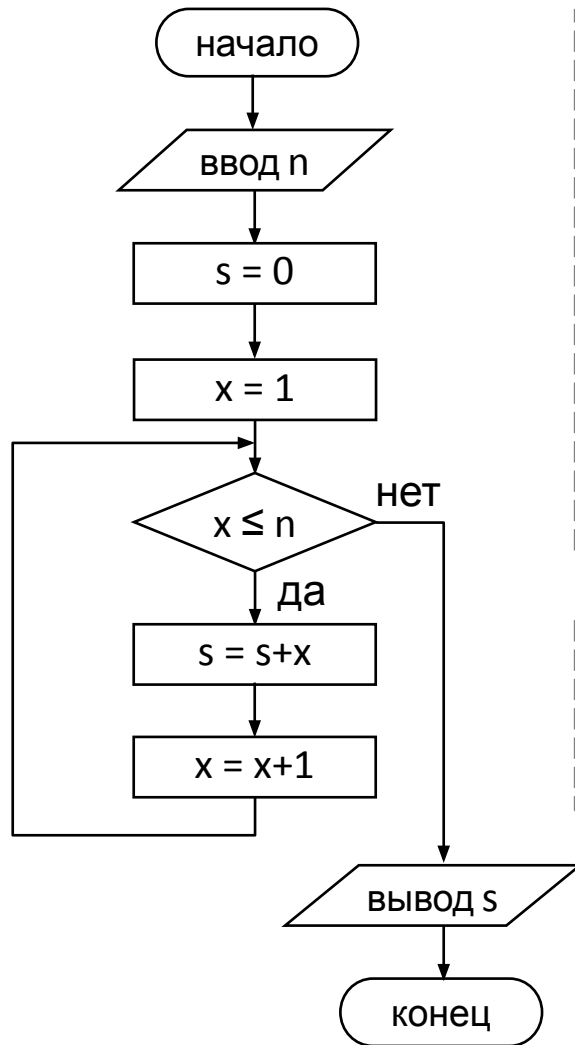 начало
ввод n
s = 0
x = 1
x ≤ n
нет
да
s = s+x
x = x+1
вывод s
конец